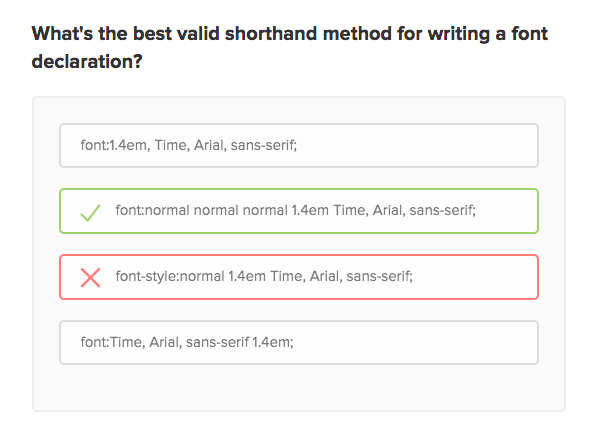 What's the best valid shorthand method for writing a font
declaration?
font:1.4em, Time, Arial, sans-serif;
font:normal normal normal 1.4em Time, Arial, sans-serif;
font-style:normal 1.4em Time, Arial, sans-serif;
font:Time, Arial, sans-serif 1.4em;